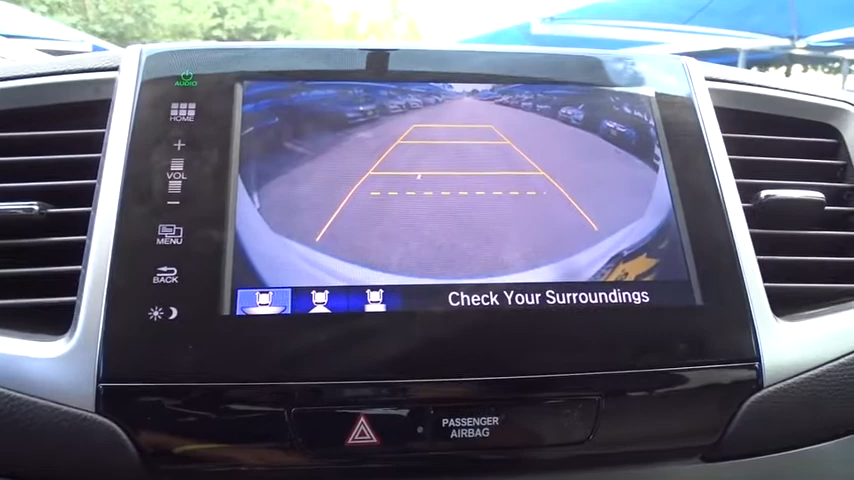 AUDIO
HOME
+
VOL
−
MENU
BACK
Check Your Surroundings
PASSENGER
AIRBAG